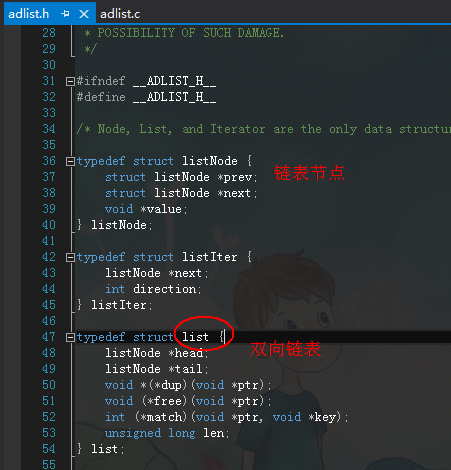 adlist.h adlist.c
28 * POSSIBILITY OF SUCH DAMAGE.
29 */
30
31 #ifndef __ADLIST_H__
32 #define __ADLIST_H__
33
34 /* Node, List, and Iterator are the only data structu
35
36 typedef struct listNode {
37 struct listNode *prev; 链表节点
38 struct listNode *next;
39 void *value;
40 } listNode;
41
42 typedef struct listIter {
43 listNode *next;
44 int direction;
45 } listIter;
46
47 typedef struct list { 双向链表
48 listNode *head;
49 listNode *tail;
50 void *(*dup)(void *ptr);
51 void (*free)(void *ptr);
52 int (*match)(void *ptr, void *key);
53 unsigned long len;
54 } list;
55